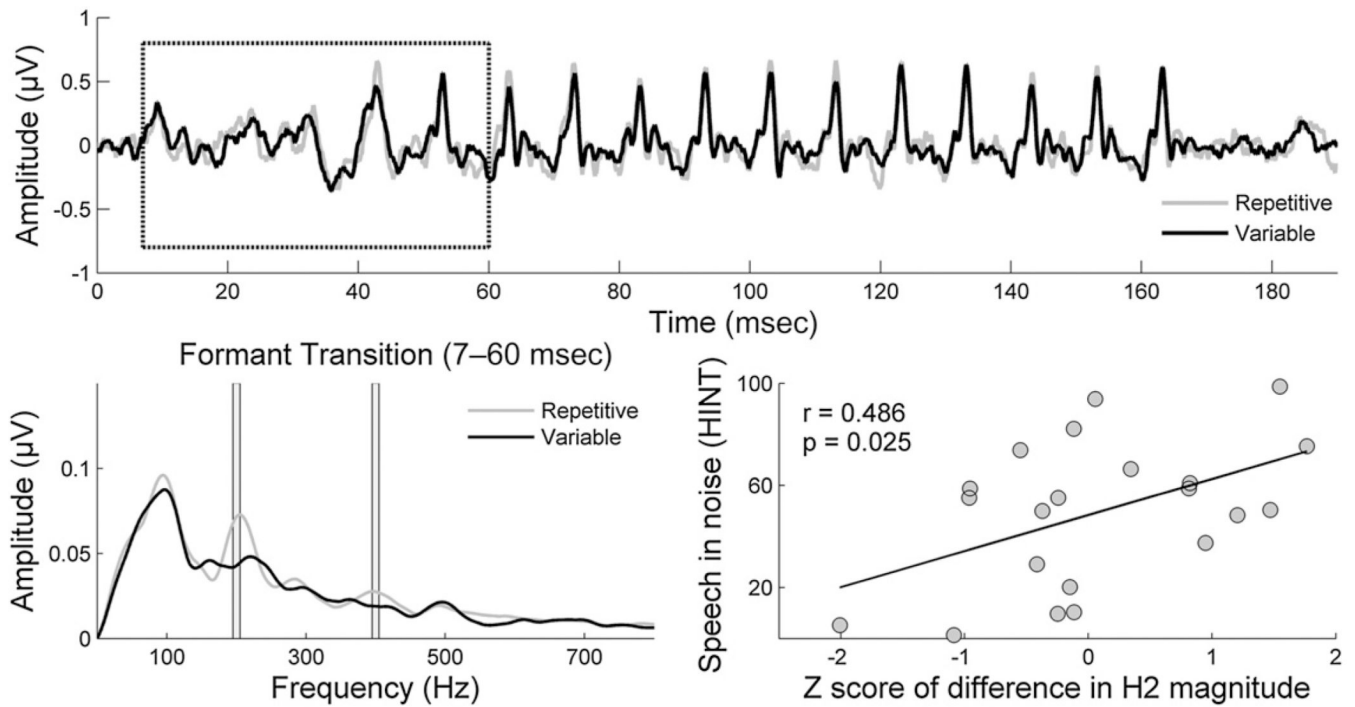 Amplitude (µV)
1
0.5
0
-0.5
-1
Repetitive
Variable
0 20 40 60 80 100 120 140 160 180
Time (msec)
Formant Transition (7–60 msec)
Amplitude (µV)
0.1
0.05
0
Repetitive
Variable
100 300 500 700
Frequency (Hz)
Speech in noise (HINT)
100
60
20
r = 0.486
p = 0.025
-2 -1 0 1 2
Z score of difference in H2 magnitude